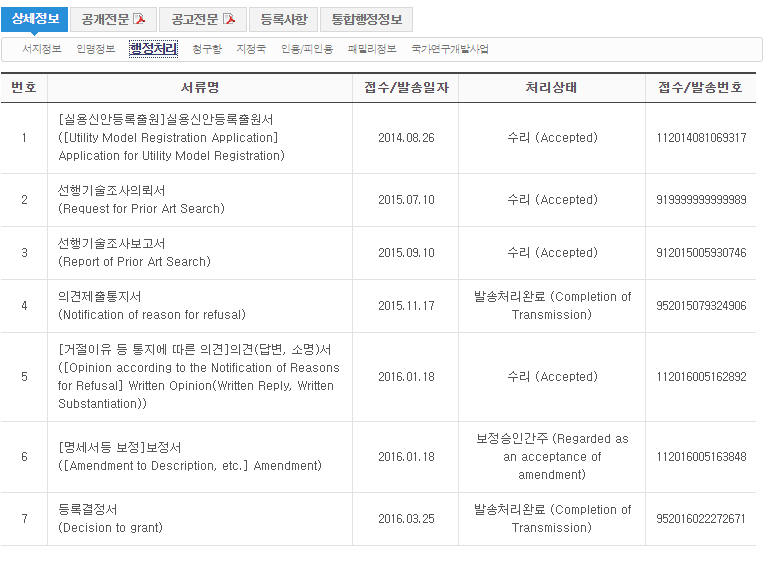 상세정보 공개전문 공고전문 등록사항 통합행정정보
서지정보 인명정보 행정처리 청구항 지정국 인용/피인용 패밀리정보 국가연구개발사업
번호 서류명 접수/발송일자 처리상태 접수/발송번호
1 [실용신안등록출원]실용신안등록출원서
([Utility Model Registration Application]
Application for Utility Model Registration) 2014.08.26 수리 (Accepted) 112014081069317
2 선행기술조사의뢰서
(Request for Prior Art Search) 2015.07.10 수리 (Accepted) 919999999999989
3 선행기술조사보고서
(Report of Prior Art Search) 2015.09.10 수리 (Accepted) 912015005930746
4 의견제출통지서
(Notification of reason for refusal) 2015.11.17 발송처리완료 (Completion of
Transmission) 952015079324906
5 [거절이유 등 통지에 따른 의견]의견(답변, 소명)서
([Opinion according to the Notification of Reasons
for Refusal] Written Opinion(Written Reply, Written
Substantiation)) 2016.01.18 수리 (Accepted) 112016005162892
6 [명세서등 보정]보정서
([Amendment to Description, etc.] Amendment) 2016.01.18 보정승인간주 (Regarded as
an acceptance of
amendment) 112016005163848
7 등록결정서
(Decision to grant) 2016.03.25 발송처리완료 (Completion of
Transmission) 952016022272671